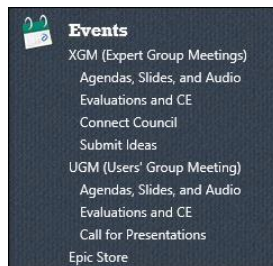 Events
XGM (Expert Group Meetings)
Agendas, Slides, and Audio
Evaluations and CE
Connect Council
Submit Ideas
UGM (Users' Group Meeting)
Agendas, Slides, and Audio
Evaluations and CE
Call for Presentations
Epic Store